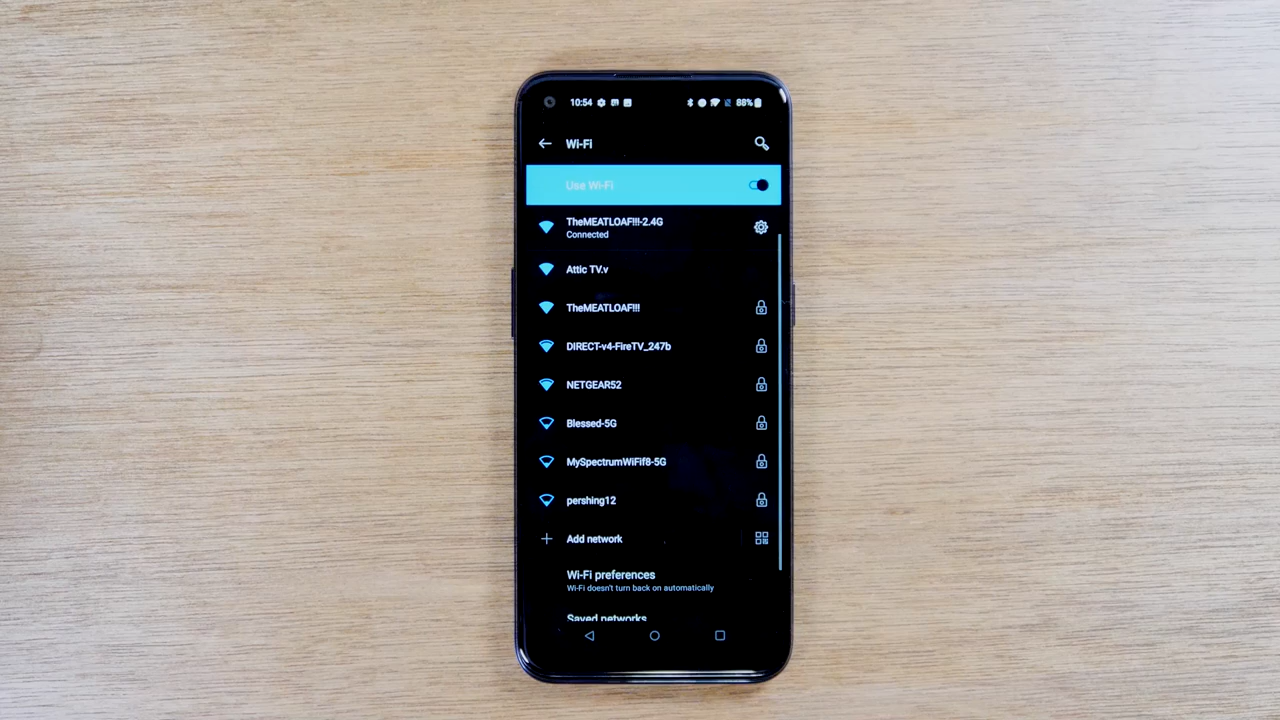 10:54 88%
Wi-Fi
Use Wi-Fi
TheMEATLOAF!!!-2.4G
Connected
Attic TV.v
TheMEATLOAF!!!
DIRECT-v4-FireTV_247b
NETGEAR52
Blessed-5G
MySpectrumWiFif8-5G
pershing12
Add network
Wi-Fi preferences
Wi-Fi doesn't turn back on automatically
Saved networks